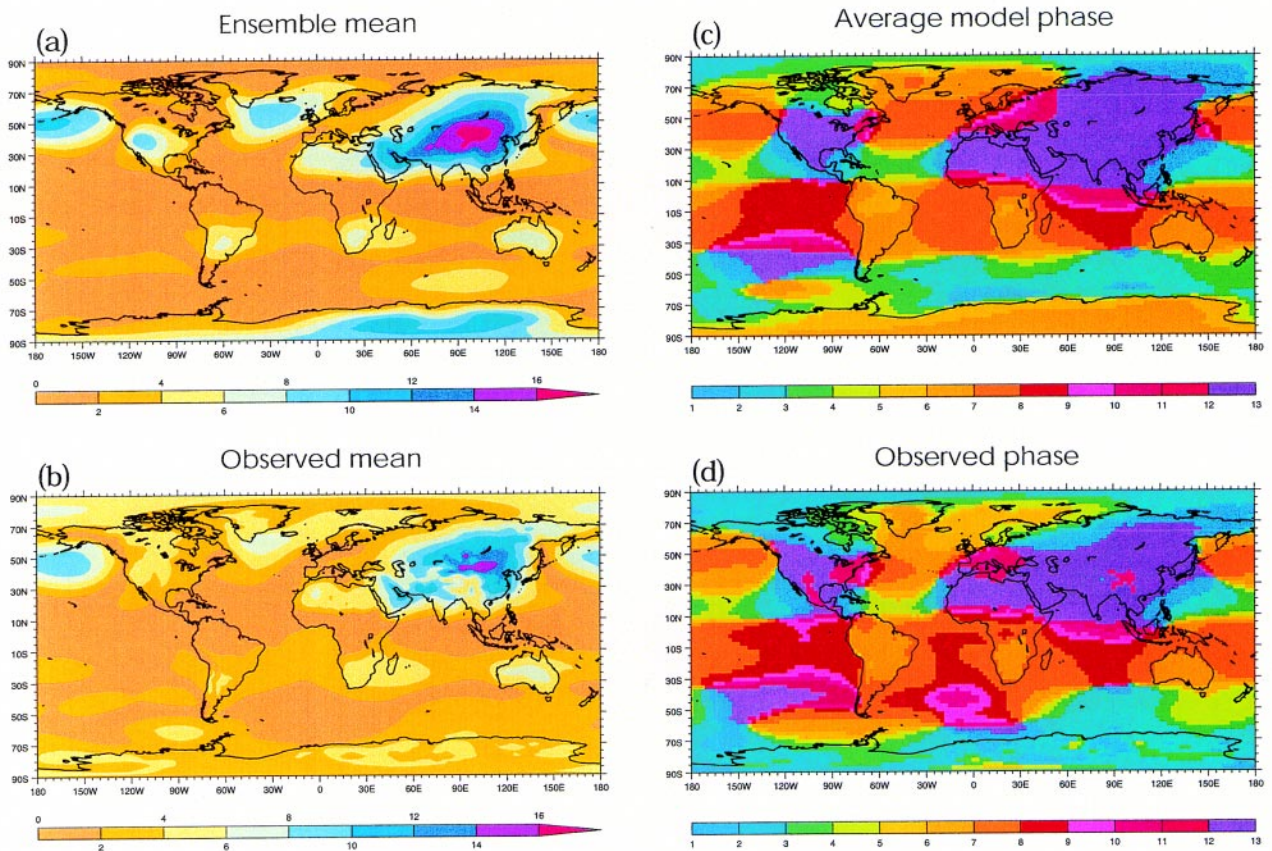 (a) Ensemble mean
90N
70N
50N
30N
10N
10S
30S
50S
70S
90S
180 150W 120W 90W 60W 30W 0 30E 60E 90E 120E 150E 180
0 4 8 12 16
2 6 10 14
(c) Average model phase
90N
70N
50N
30N
10N
10S
30S
50S
70S
90S
180 150W 120W 90W 60W 30W 0 30E 60E 90E 120E 150E 180
1 2 3 4 5 6 7 8 9 10 11 12 13
(b) Observed mean
90N
70N
50N
30N
10N
10S
30S
50S
70S
90S
180 150W 120W 90W 60W 30W 0 30E 60E 90E 120E 150E 180
0 4 8 12 16
2 6 10 14
(d) Observed phase
90N
70N
50N
30N
10N
10S
30S
50S
70S
90S
180 150W 120W 90W 60W 30W 0 30E 60E 90E 120E 150E 180
1 2 3 4 5 6 7 8 9 10 11 12 13